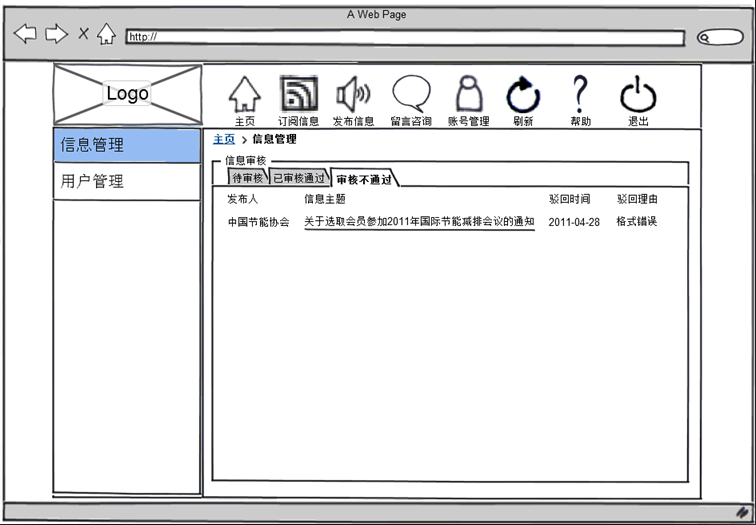 A Web Page
http://
Logo
主页 订阅信息 发布信息 留言咨询 账号管理 刷新 帮助 退出
信息管理
用户管理
主页 > 信息管理
信息审核
待审核 已审核通过 审核不通过
发布人 信息主题 驳回时间 驳回理由
中国节能协会 关于选取会员参加2011年国际节能减排会议的通知 2011-04-28 格式错误